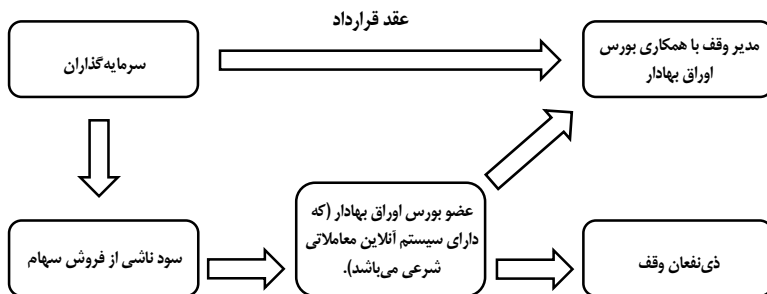 عقد قرارداد
مدیر وقف با همکاری بورس
اوراق بهادار
سرمایه‌گذاران
عضو بورس اوراق بهادار (که
دارای سیستم آنلاین معاملاتی
شرعی می‌باشد).
ذی‌نفعان وقف
سود ناشی از فروش سهام